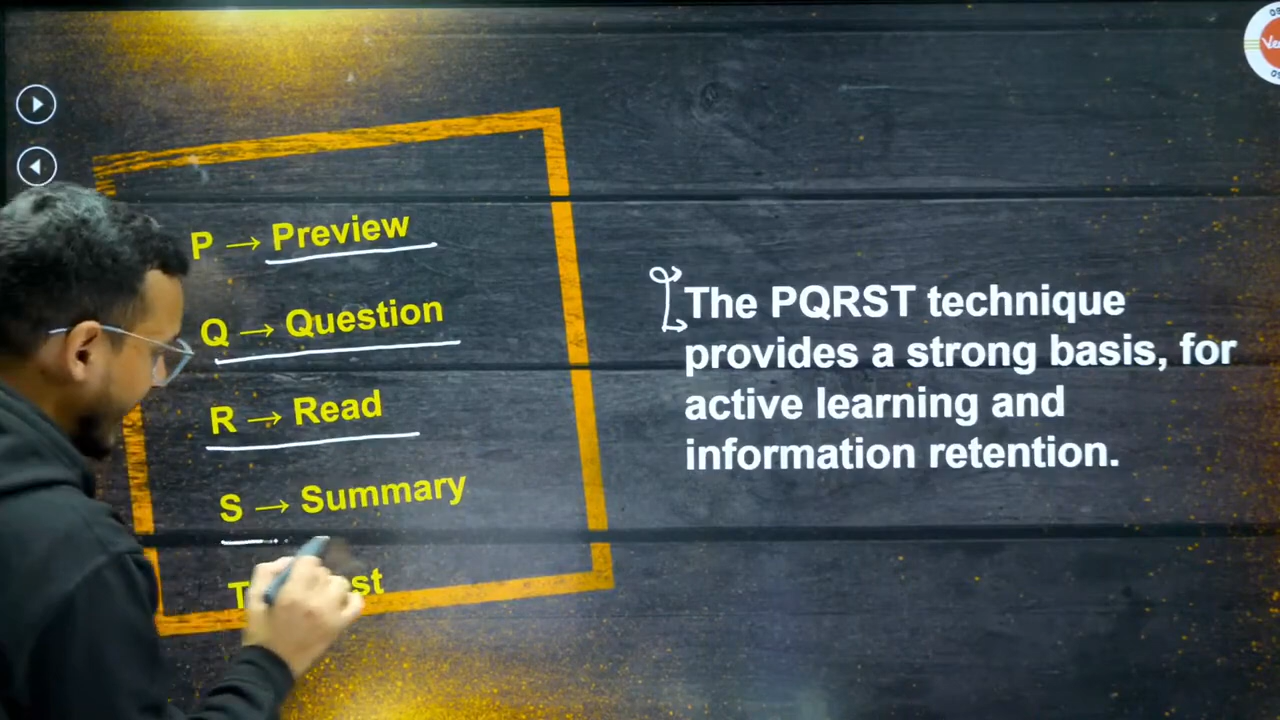 P → Preview
Q → Question
R → Read
S → Summary
T
The PQRST technique
provides a strong basis, for
active learning and
information retention.